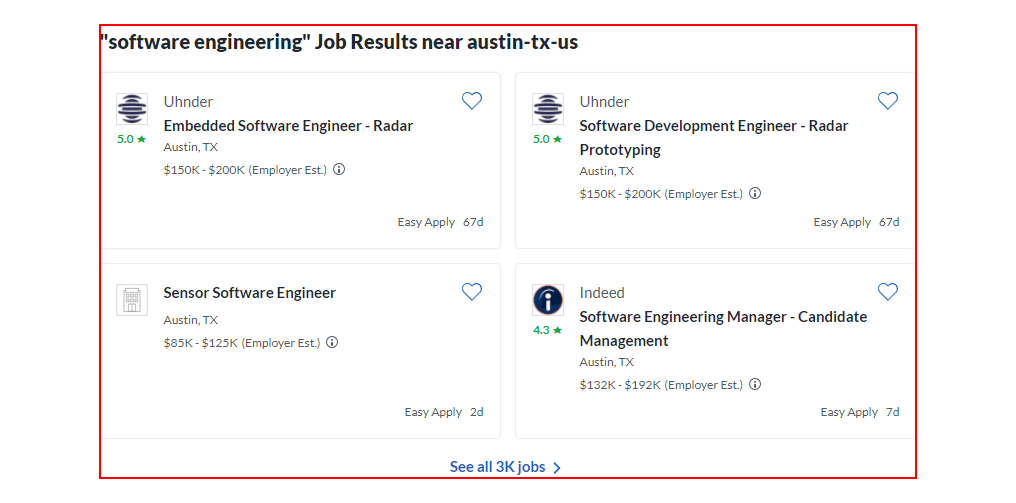 "software engineering" Job Results near austin-tx-us
Uhnder
Embedded Software Engineer - Radar
5.0 ★
Austin, TX
$150K - $200K (Employer Est.)
Easy Apply 67d
Uhnder
Software Development Engineer - Radar
Prototyping
5.0 ★
Austin, TX
$150K - $200K (Employer Est.)
Easy Apply 67d
Sensor Software Engineer
Austin, TX
$85K - $125K (Employer Est.)
Easy Apply 2d
Indeed
Software Engineering Manager - Candidate
Management
4.3 ★
Austin, TX
$132K - $192K (Employer Est.)
Easy Apply 7d
See all 3K jobs